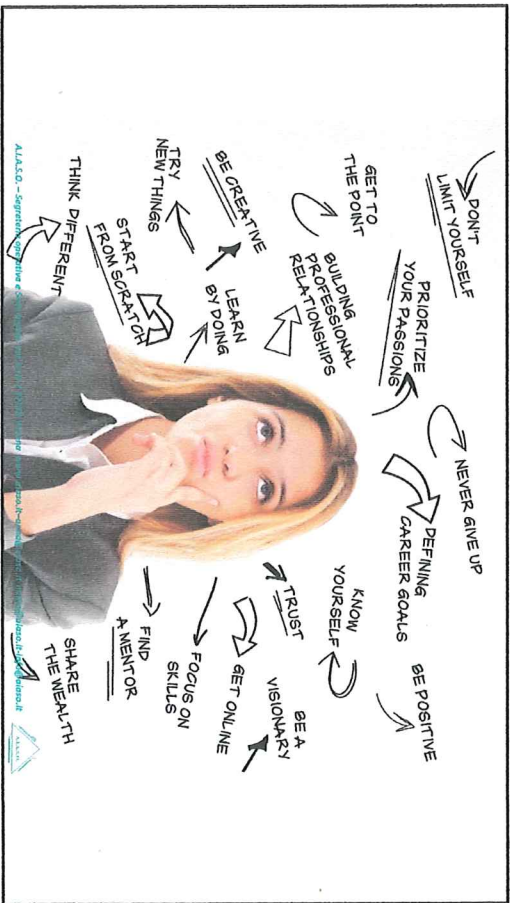 DON'T
LIMIT YOURSELF
PRIORITIZE
YOUR PASSIONS
NEVER GIVE UP
DEFINING
CAREER GOALS
BE POSITIVE
GET TO
THE POINT
BUILDING
PROFESSIONAL
RELATIONSHIPS
KNOW
YOURSELF
BE A
VISIONARY
BE CREATIVE
LEARN
BY DOING
TRUST
GET ONLINE
TRY
NEW THINGS
START
FROM SCRATCH
FOCUS ON
SKILLS
FIND
A MENTOR
THINK DIFFERENT
SHARE
THE WEALTH
A.I.A.S.O. – Segreteria operativa e